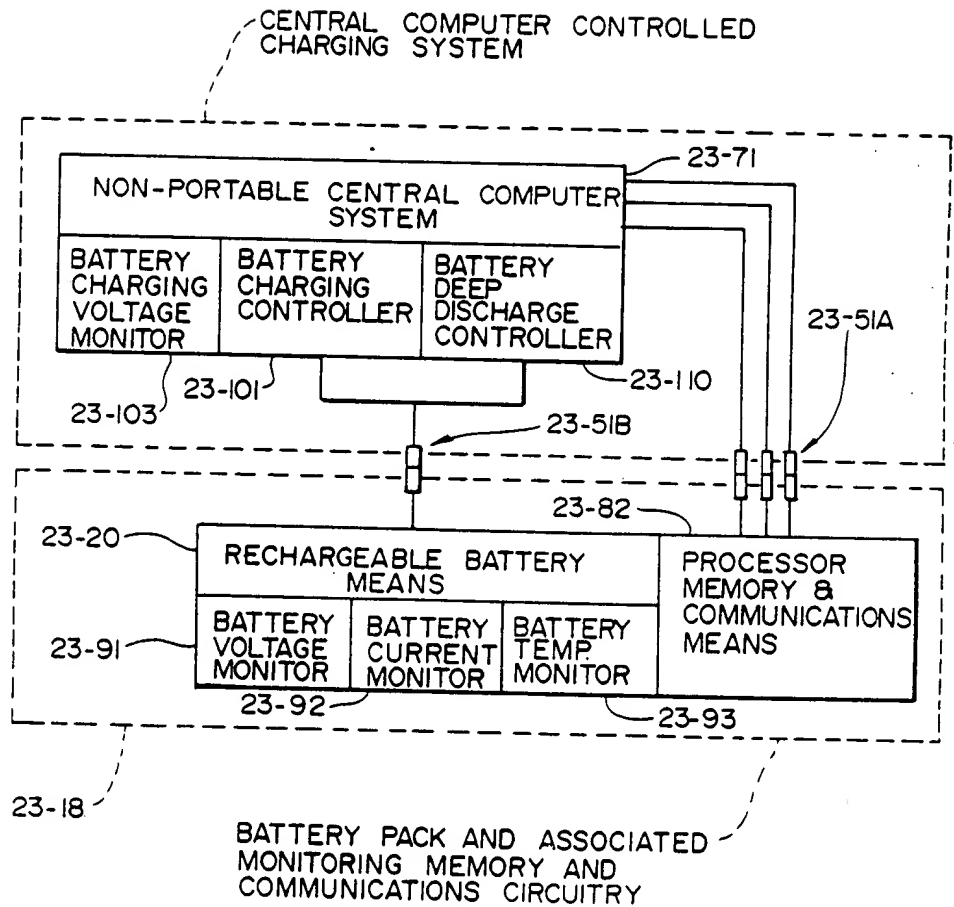 CENTRAL COMPUTER CONTROLLED
CHARGING SYSTEM
23-71
NON-PORTABLE CENTRAL COMPUTER
SYSTEM
BATTERY
CHARGING
VOLTAGE
MONITOR
BATTERY
CHARGING
CONTROLLER
BATTERY
DEEP
DISCHARGE
CONTROLLER
23-51A
23-103
23-101
23-110
23-51B
23-82
23-20
RECHARGEABLE BATTERY
MEANS
PROCESSOR
MEMORY &
COMMUNICATIONS
MEANS
23-91
BATTERY
VOLTAGE
MONITOR
BATTERY
CURRENT
MONITOR
BATTERY
TEMP.
MONITOR
23-92
23-93
23-18
BATTERY PACK AND ASSOCIATED
MONITORING MEMORY AND
COMMUNICATIONS CIRCUITRY